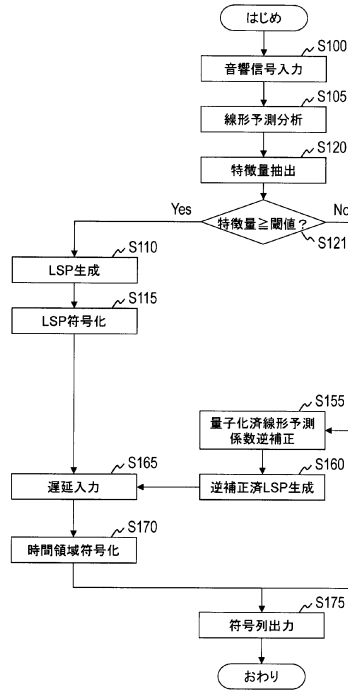 はじめ
S100
音響信号入力
S105
線形予測分析
S120
特徴量抽出
Yes
特徴量≧閾値?
No
S121
S110
LSP生成
S115
LSP符号化
S155
量子化済線形予測
係数逆補正
S165
遅延入力
S160
逆補正済LSP生成
S170
時間領域符号化
S175
符号列出力
おわり